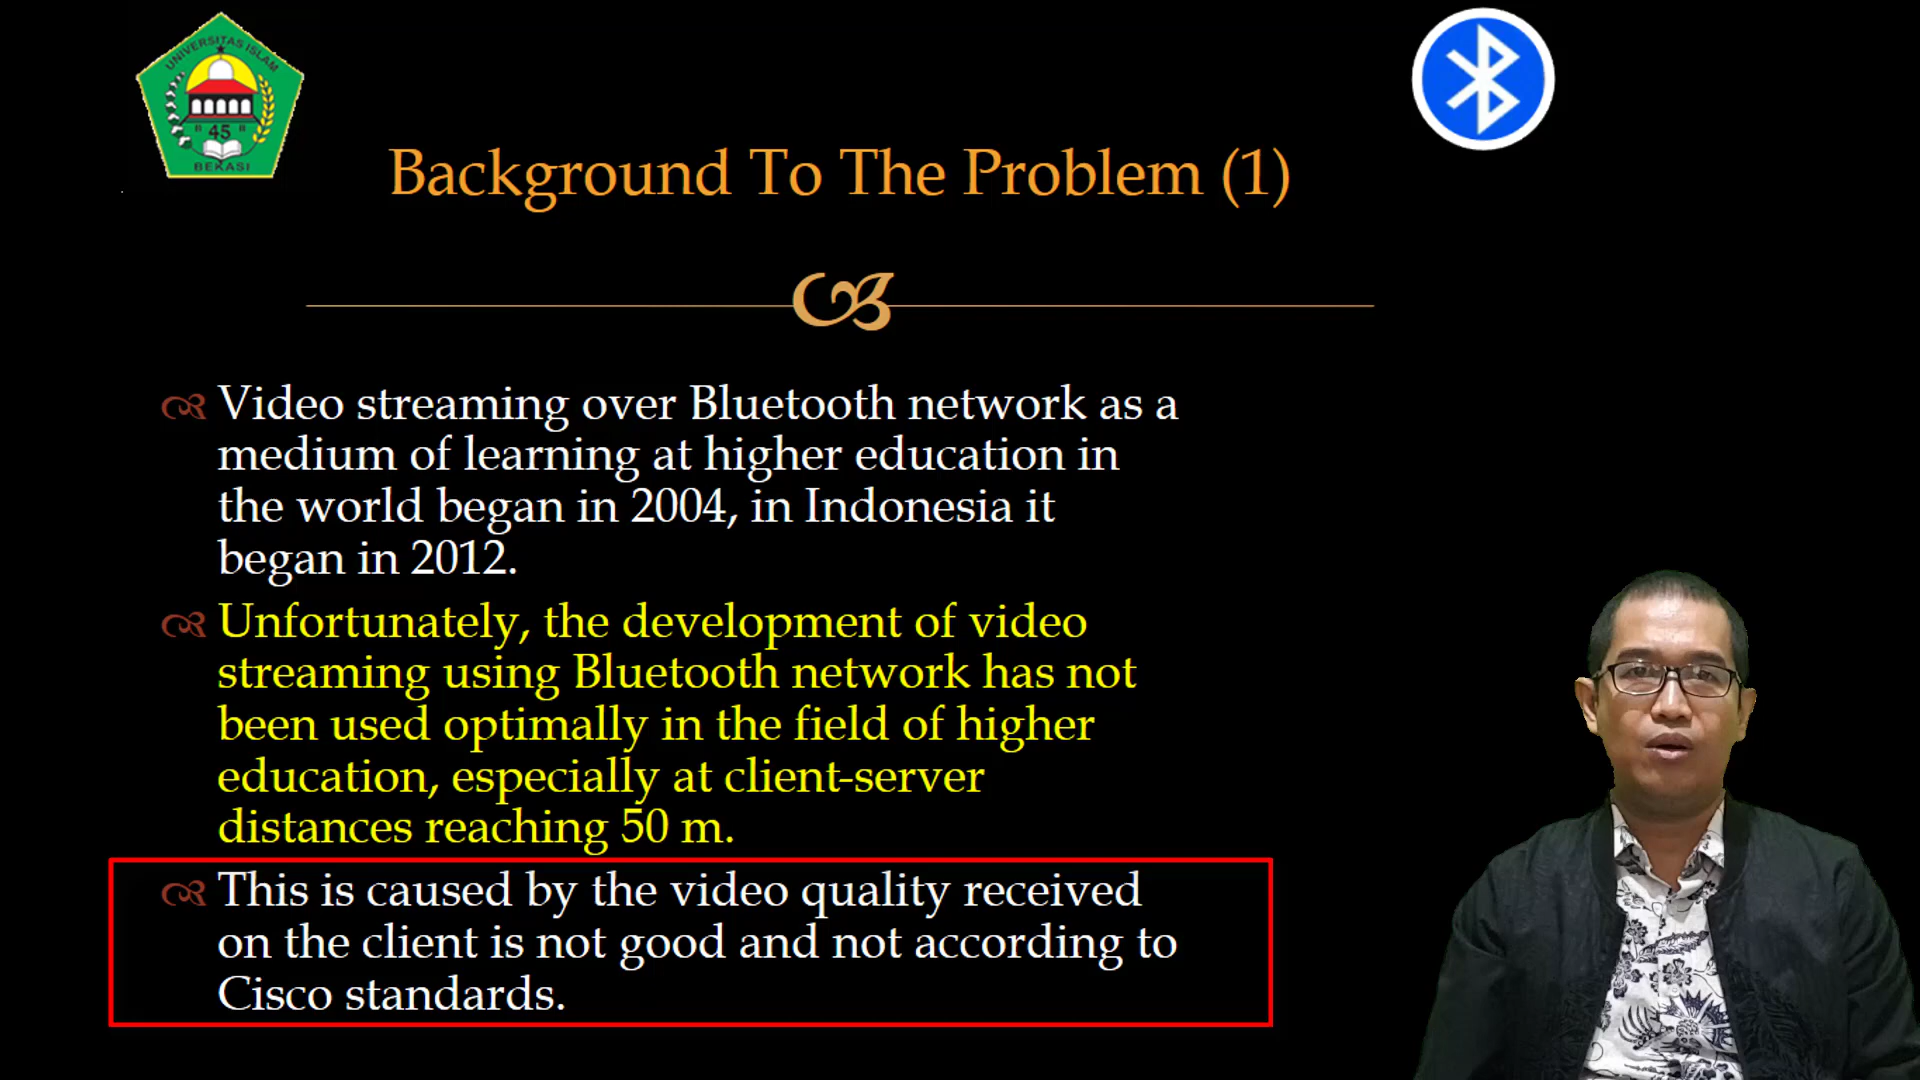 UNIVERSITAS ISLAM
" 45 "
BEKASI
Background To The Problem (1)
Video streaming over Bluetooth network as a
medium of learning at higher education in
the world began in 2004, in Indonesia it
began in 2012.
Unfortunately, the development of video
streaming using Bluetooth network has not
been used optimally in the field of higher
education, especially at client-server
distances reaching 50 m.
This is caused by the video quality received
on the client is not good and not according to
Cisco standards.